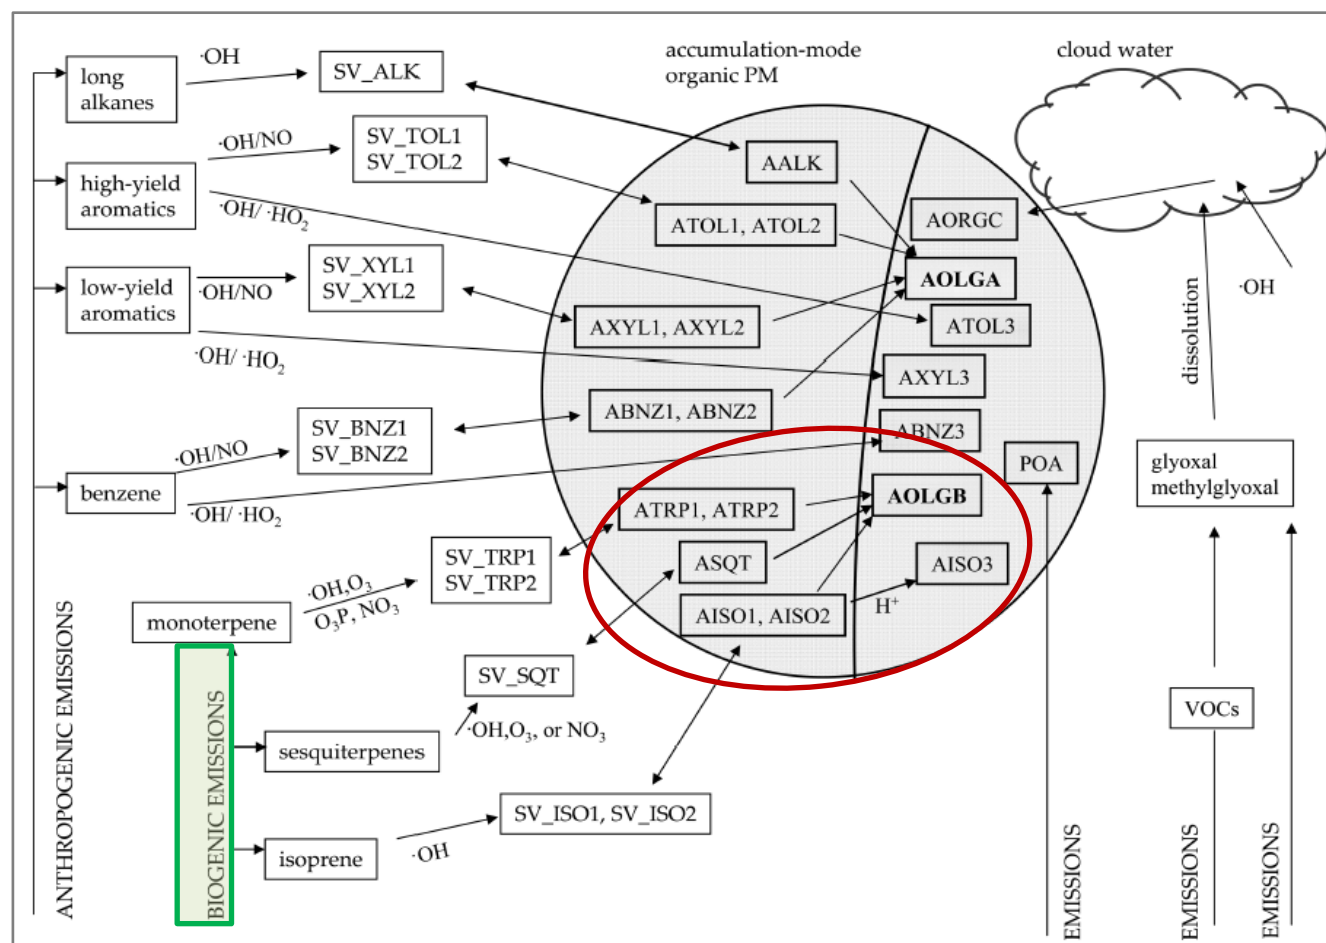 accumulation-mode
organic PM
cloud water
long
alkanes
·OH
SV_ALK
high-yield
aromatics
·OH/NO
SV_TOL1
SV_TOL2
·OH/ ·HO₂
low-yield
aromatics
·OH/NO
SV_XYL1
SV_XYL2
·OH/ ·HO₂
benzene
·OH/NO
SV_BNZ1
SV_BNZ2
·OH/ ·HO₂
monoterpene
·OH,O₃
O₃P, NO₃
SV_TRP1
SV_TRP2
sesquiterpenes
SV_SQT
·OH,O₃, or NO₃
isoprene
·OH
SV_ISO1, SV_ISO2
AALK
ATOL1, ATOL2
AXYL1, AXYL2
ABNZ1, ABNZ2
ATRP1, ATRP2
ASQT
AISO1, AISO2
H⁺
AORGC
AOLGA
ATOL3
AXYL3
ABNZ3
POA
AOLGB
AISO3
·OH
dissolution
glyoxal
methylglyoxal
VOCs
ANTHROPOGENIC EMISSIONS
BIOGENIC EMISSIONS
EMISSIONS
EMISSIONS
EMISSIONS